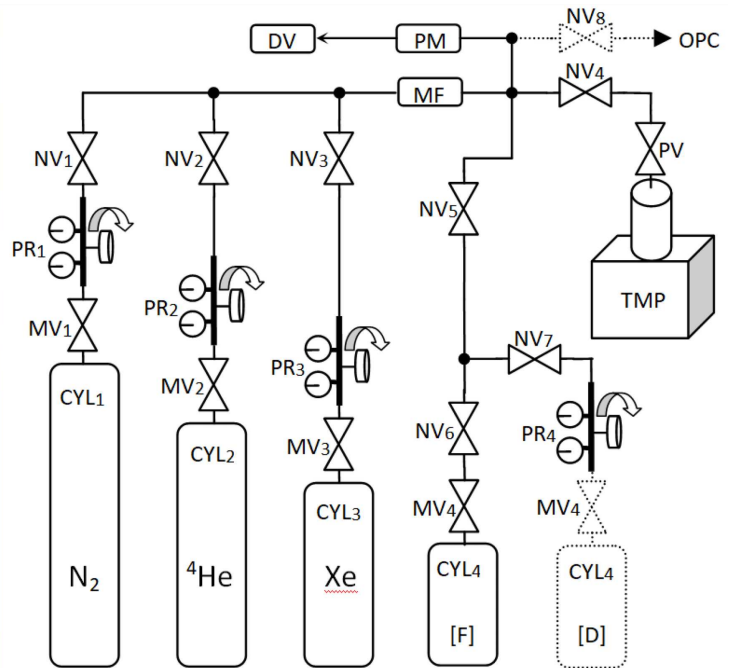 NV8
DV
PM
OPC
NV4
MF
NV1
NV2
NV3
PV
NV5
PR1
PR2
TMP
MV1
NV7
PR3
MV2
CYL1
NV6
PR4
CYL2
MV3
MV4
MV4
CYL3
N2
4He
Xe
CYL4
CYL4
[F]
[D]